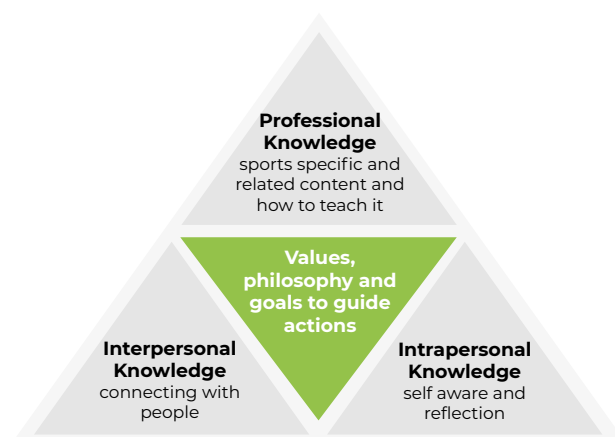 Professional
Knowledge
sports specific and
related content and
how to teach it
Values,
philosophy and
goals to guide
actions
Interpersonal
Knowledge
connecting with
people
Intrapersonal
Knowledge
self aware and
reflection